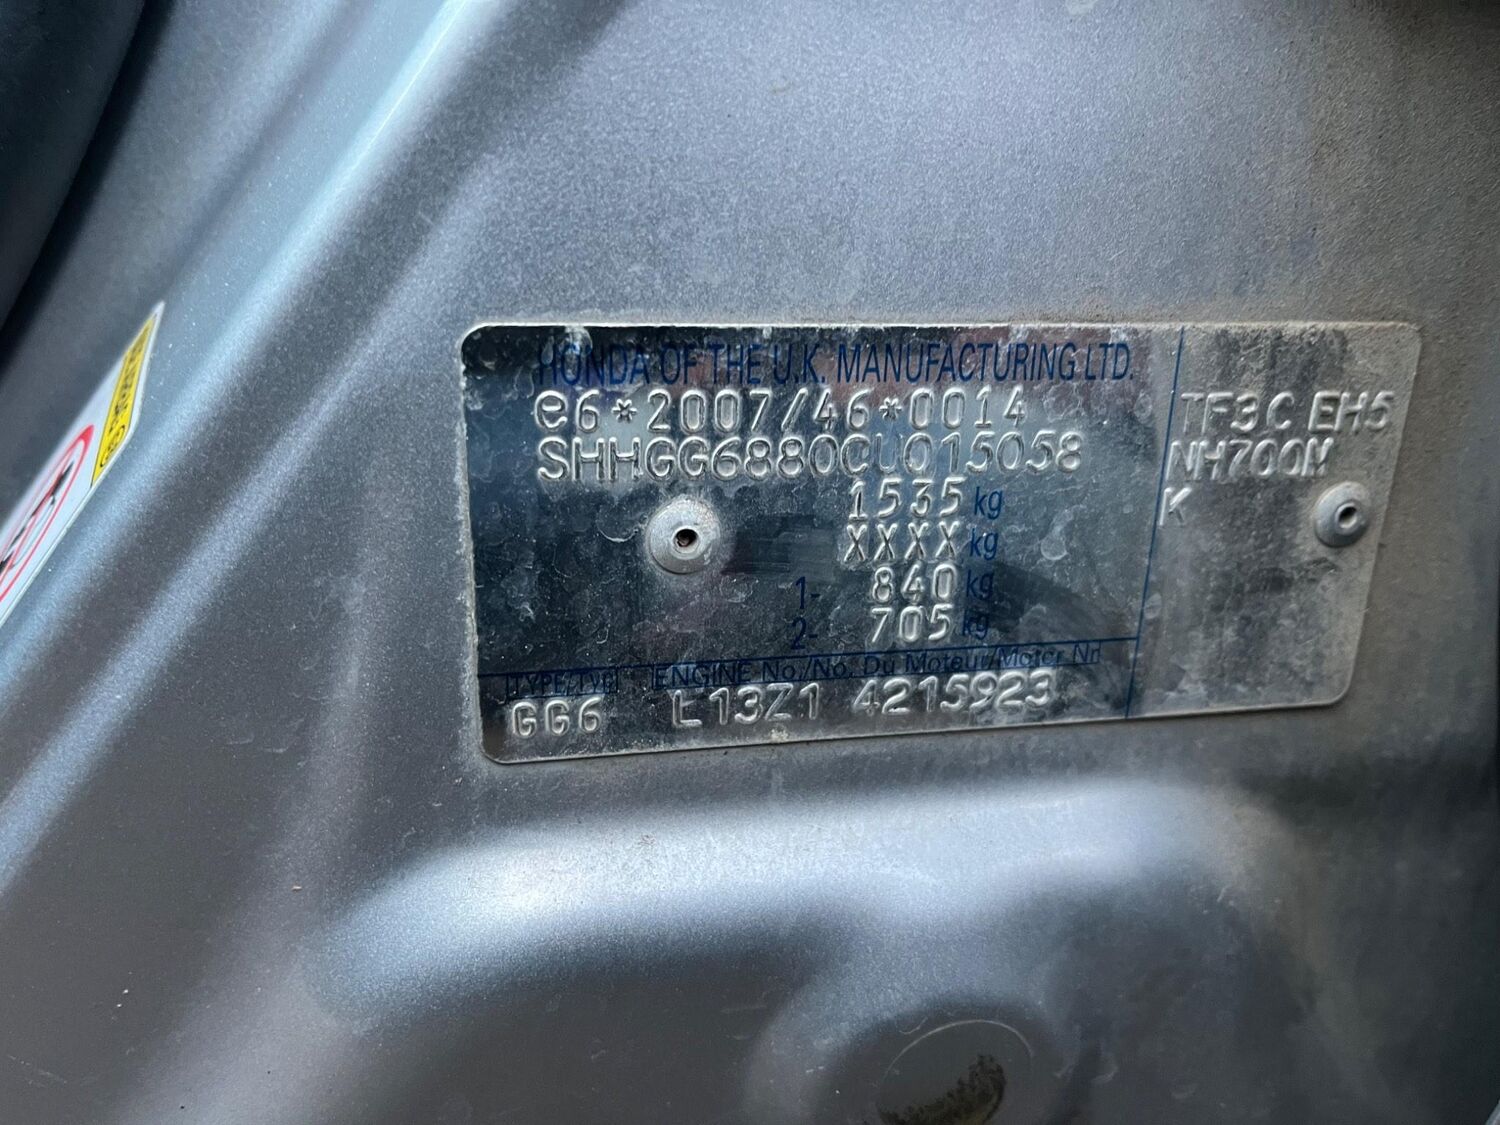 HONDA OF THE U.K. MANUFACTURING LTD.
e6*2007/46*0014
SHHGG6880CU015058
1535 kg
XXXX kg
1- 840 kg
2- 705 kg
TYPE/TYP ENGINE No./No. Du Moteur/Motor Nr
GG6 L13Z1 4215923
TF3C EH5
NH700M
K